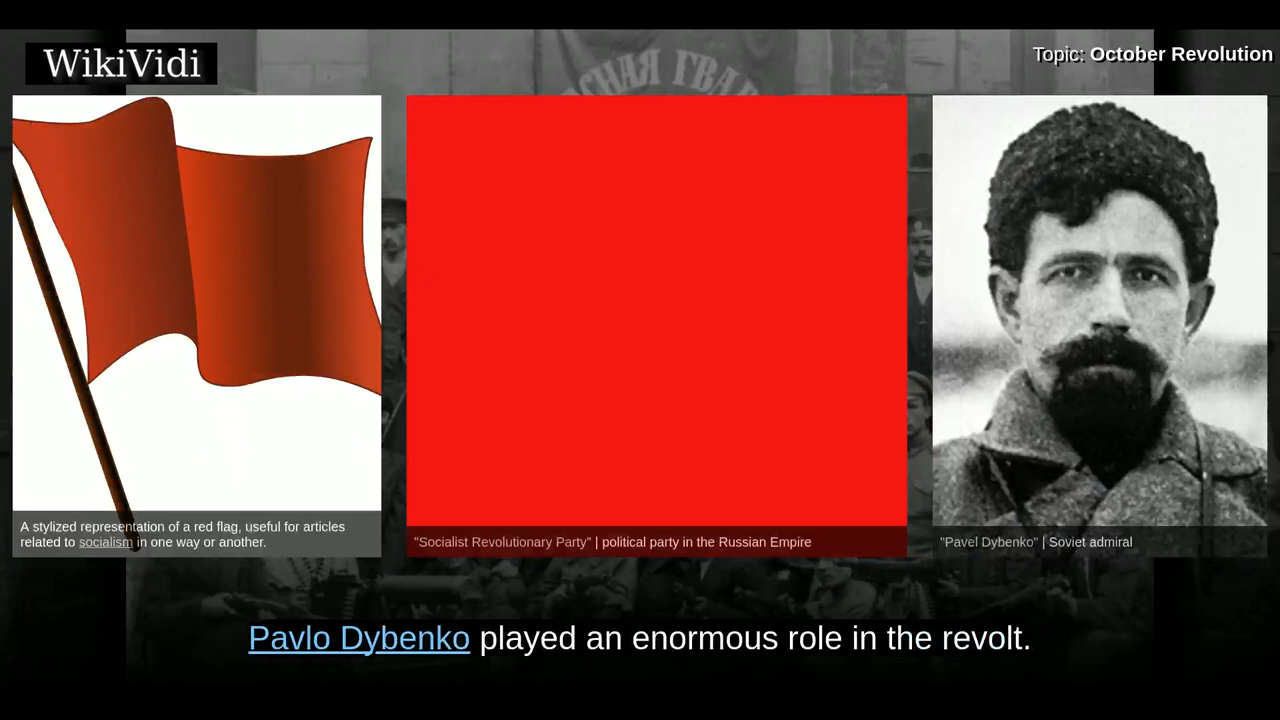 WikiVidi
Topic: October Revolution
СНАЯ ГВАР
A stylized representation of a red flag, useful for articles
related to socialism in one way or another.
"Socialist Revolutionary Party" | political party in the Russian Empire
"Pavel Dybenko" | Soviet admiral
Pavlo Dybenko played an enormous role in the revolt.